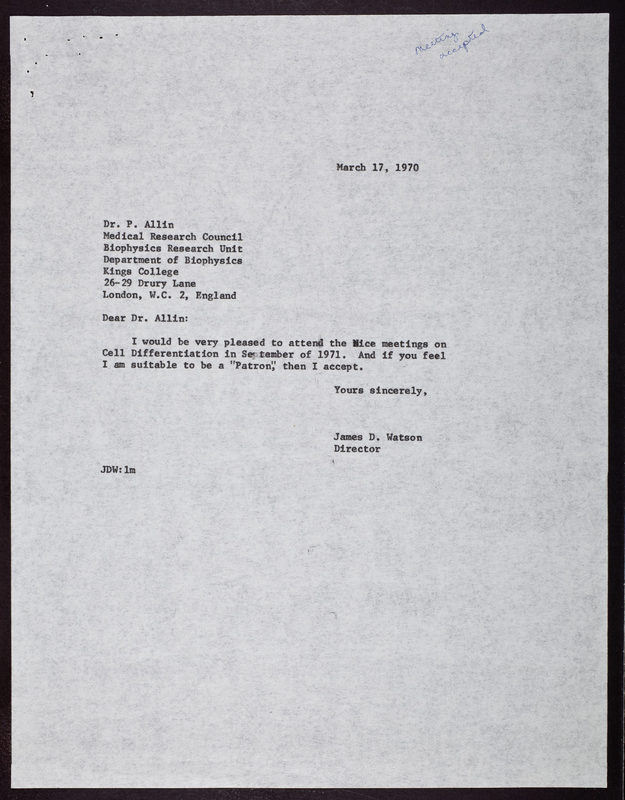 Meeting
accepted
March 17, 1970
Dr. P. Allin
Medical Research Council
Biophysics Research Unit
Department of Biophysics
Kings College
26-29 Drury Lane
London, W.C. 2, England
Dear Dr. Allin:
I would be very pleased to attend the Nice meetings on
Cell Differentiation in September of 1971. And if you feel
I am suitable to be a "Patron", then I accept.
Yours sincerely,
James D. Watson
Director
JDW:lm